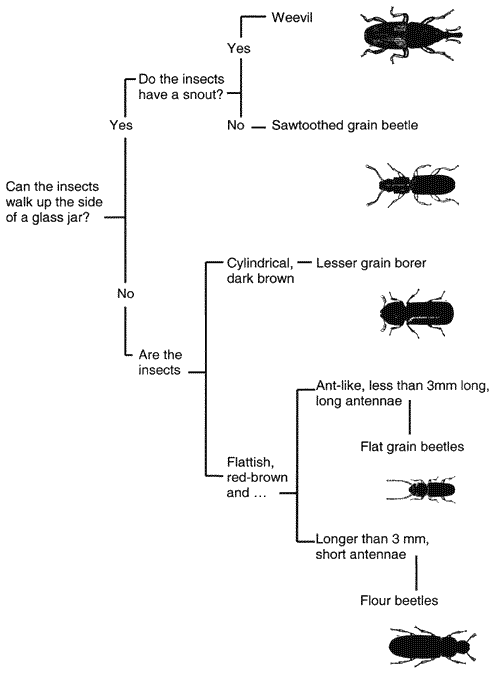 Weevil
Yes
Do the insects
have a snout?
Yes
No
Sawtoothed grain beetle
Can the insects
walk up the side
of a glass jar?
Cylindrical,
dark brown
Lesser grain borer
No
Are the
insects
Ant-like, less than 3mm long,
long antennae
Flat grain beetles
Flattish,
red-brown
and ...
Longer than 3 mm,
short antennae
Flour beetles